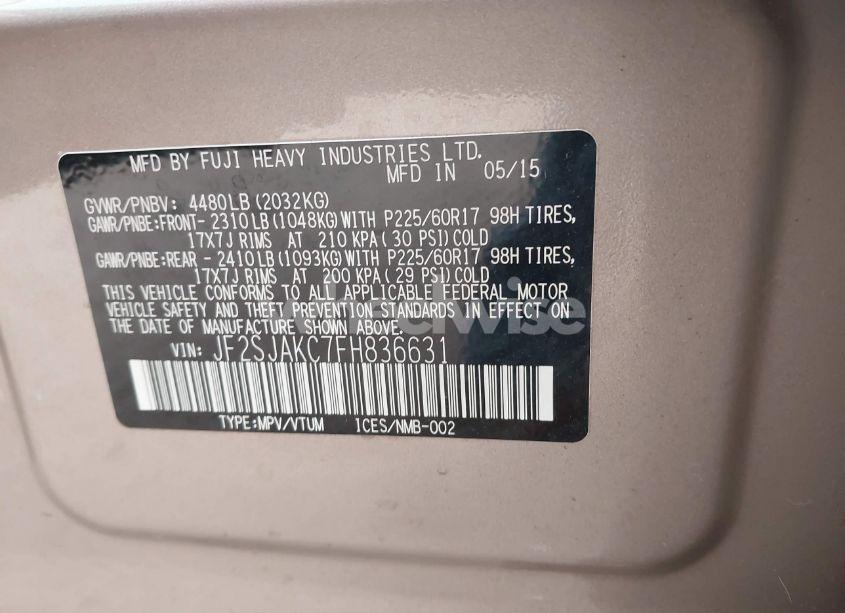 MFD BY FUJI HEAVY INDUSTRIES LTD.
MFD IN 05/15
GVWR/PNBV: 4480LB (2032KG)
GAWR/PNBE:FRONT- 2310LB (1048KG) WITH P225/60R17 98H TIRES,
17X7J RIMS AT 210 KPA (30 PSI) COLD
GAWR/PNBE:REAR - 2410LB (1093KG) WITH P225/60R17 98H TIRES,
17X7J RIMS AT 200 KPA (29 PSI) COLD
THIS VEHICLE CONFORMS TO ALL APPLICABLE FEDERAL MOTOR
VEHICLE SAFETY AND THEFT PREVENTION STANDARDS IN EFFECT ON
THE DATE OF MANUFACTURE SHOWN ABOVE.
VIN: JF2SJAKC7FH836631
TYPE:MPV/VTUM ICES/NMB-002